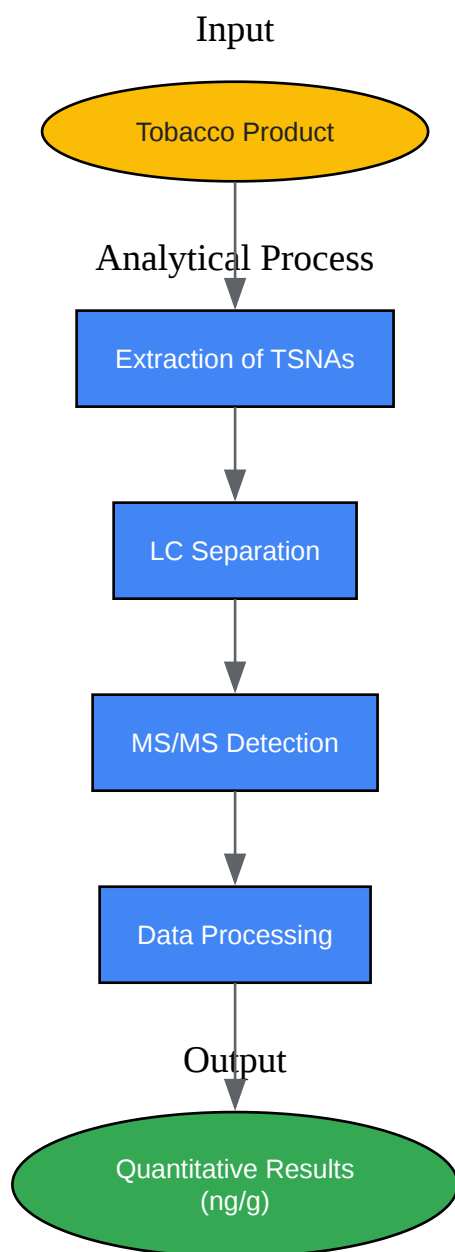 Input
Tobacco Product
Analytical Process
Extraction of TSNAs
LC Separation
MS/MS Detection
Data Processing
Output
Quantitative Results
(ng/g)